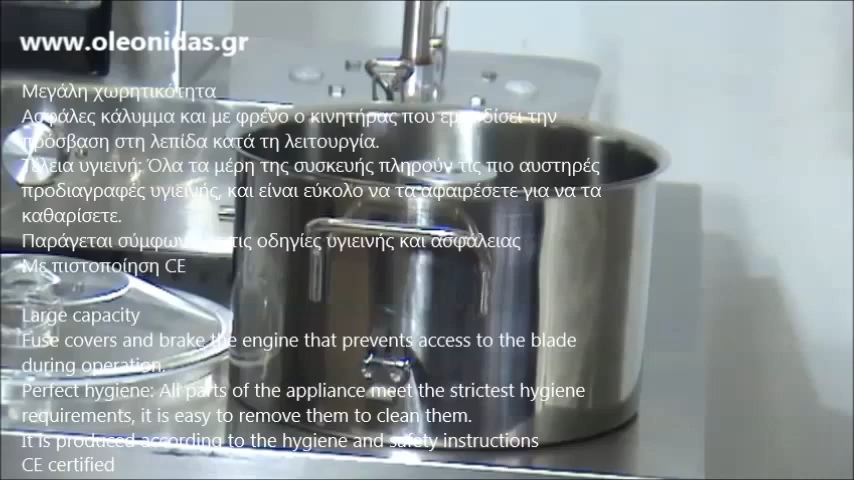 www.oleonidas.gr
Μεγάλη χωρητικότητα
Ασφάλες κάλυμμα και με φρένο ο κινητήρας που εμποδίσει την
πρόσβαση στη λεπίδα κατά τη λειτουργία.
Τέλεια υγιεινή: Όλα τα μέρη της συσκευής πληρούν τις πιο αυστηρές
προδιαγραφές υγιεινής, και είναι εύκολο να τα αφαιρέσετε για να τα
καθαρίσετε.
Παράγεται σύμφωνα με τις οδηγίες υγιεινής και ασφάλειας
Με πιστοποίηση CE
Large capacity
Fuse covers and brake the engine that prevents access to the blade
during operation.
Perfect hygiene: All parts of the appliance meet the strictest hygiene
requirements, it is easy to remove them to clean them.
It is produced according to the hygiene and safety instructions
CE certified